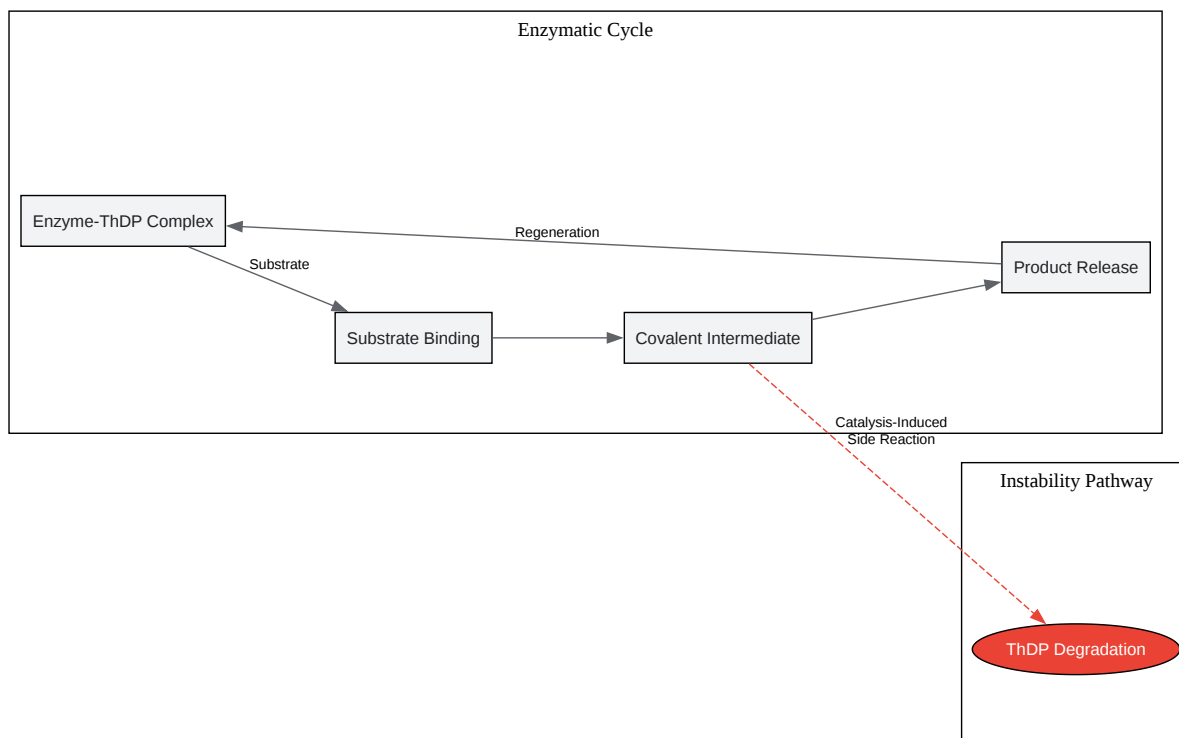 Enzymatic Cycle
Enzyme-ThDP Complex
Regeneration
Substrate
Product Release
Substrate Binding
Covalent Intermediate
Catalysis-Induced
Side Reaction
Instability Pathway
ThDP Degradation